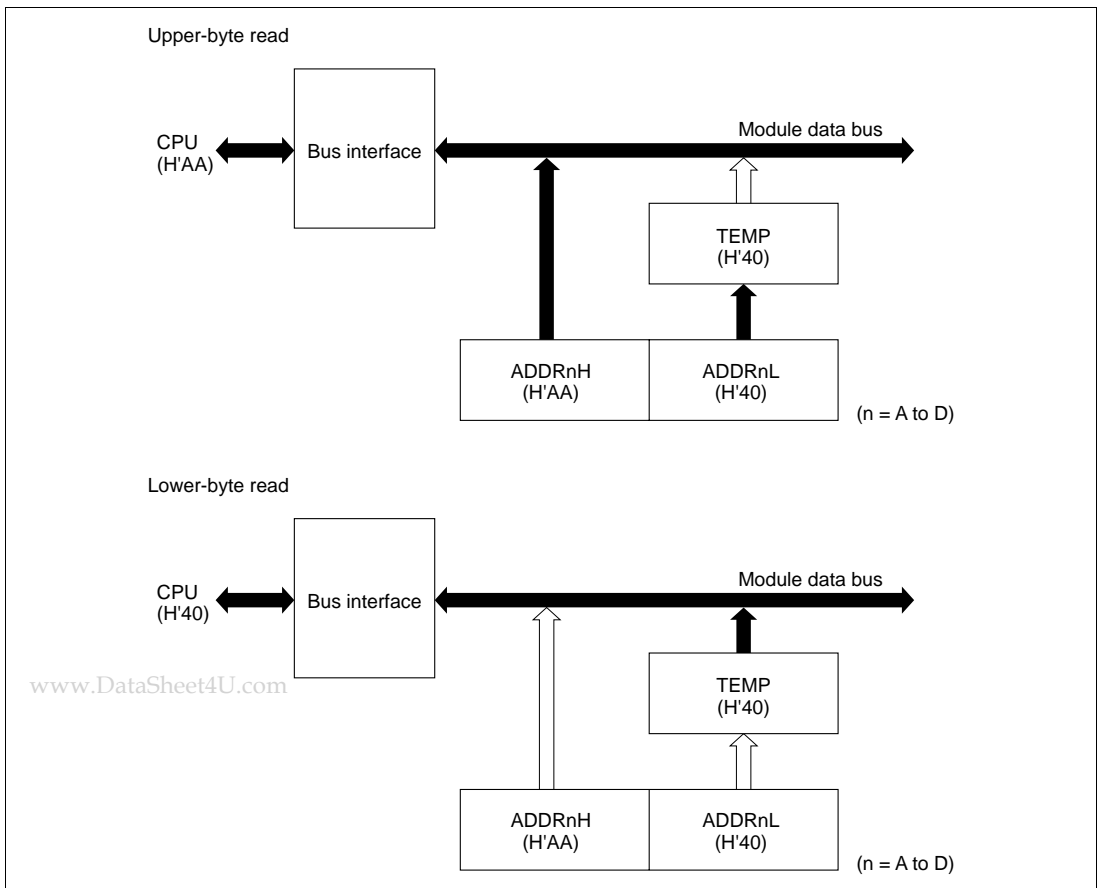 Upper-byte read
CPU
(H'AA)
Bus interface
Module data bus
TEMP
(H'40)
ADDRnH
(H'AA)
ADDRnL
(H'40)
(n = A to D)
Lower-byte read
CPU
(H'40)
Bus interface
Module data bus
www.DataSheet4U.com
TEMP
(H'40)
ADDRnH
(H'AA)
ADDRnL
(H'40)
(n = A to D)